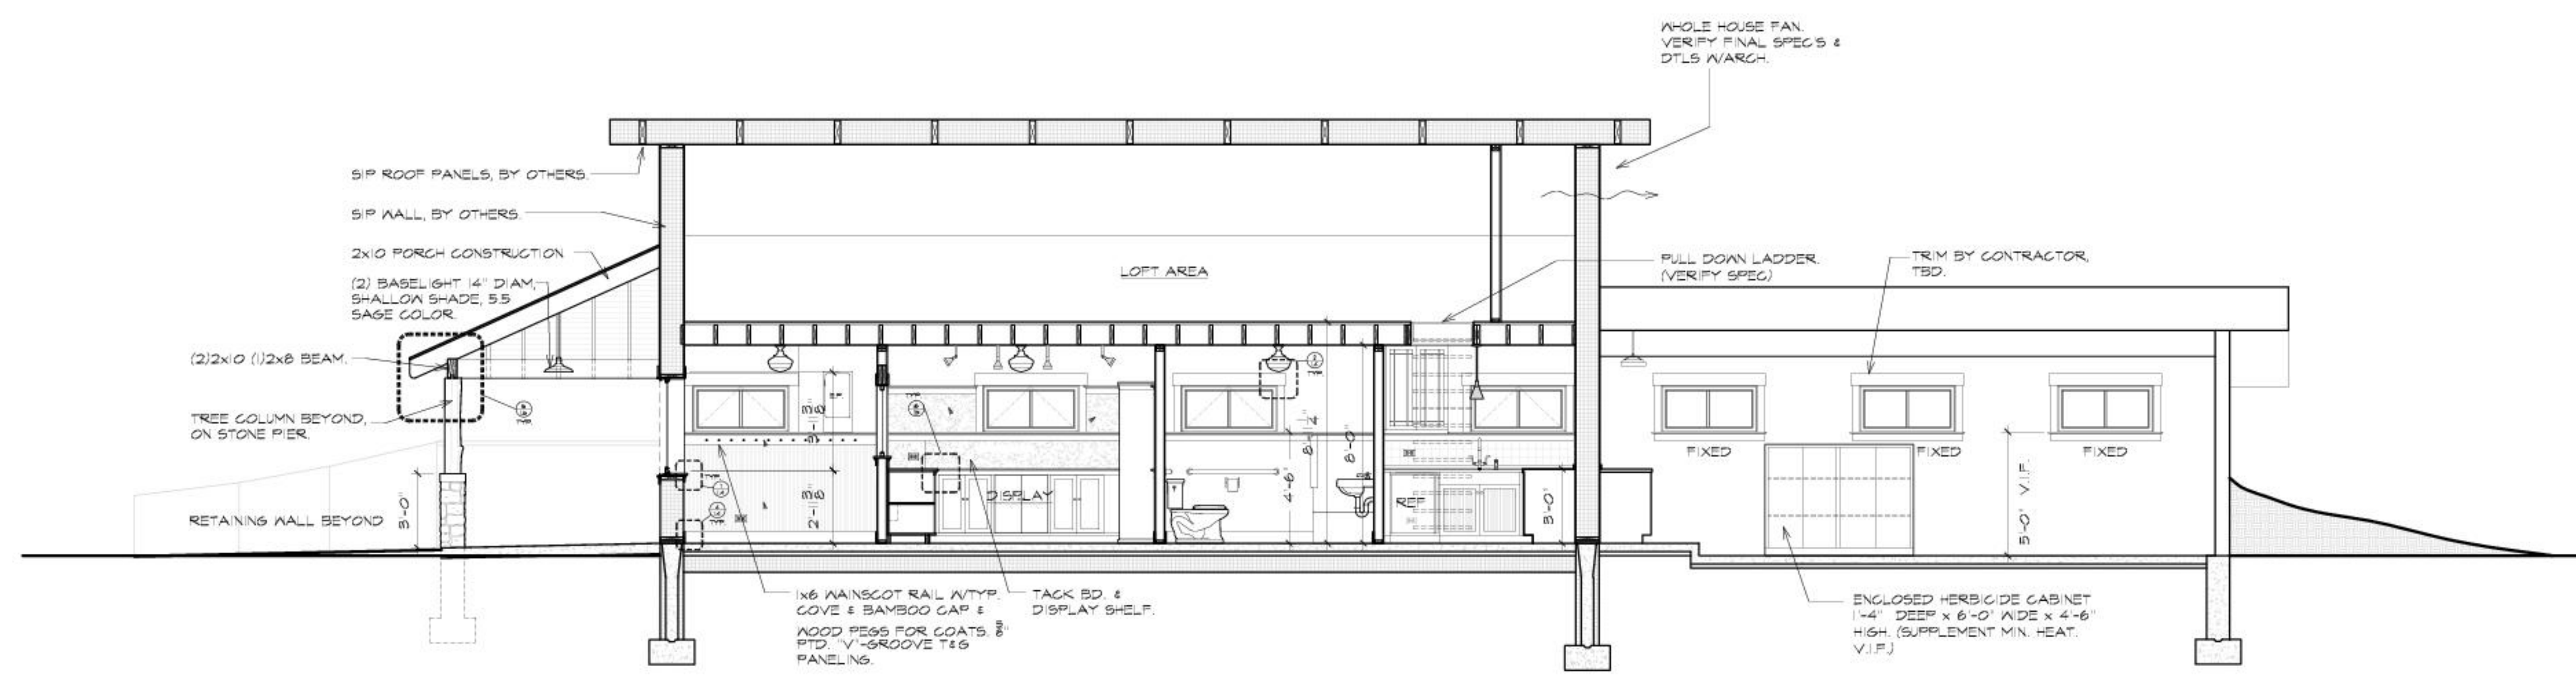 WHOLE HOUSE FAN.
VERIFY FINAL SPEC'S &
DTLS W/ARCH.
SIP ROOF PANELS, BY OTHERS.
SIP WALL, BY OTHERS.
2x10 PORCH CONSTRUCTION
(2) BASELIGHT 14" DIAM,
SHALLOW SHADE, 5.5
SAGE COLOR.
(2)2x10 (1)2x8 BEAM.
TREE COLUMN BEYOND,
ON STONE PIER.
RETAINING WALL BEYOND
3'-0"
LOFT AREA
PULL DOWN LADDER.
(VERIFY SPEC)
TRIM BY CONTRACTOR,
TBD.
DISPLAY
4'-6"
8'-0"
REF
3'-0"
FIXED
FIXED
FIXED
5'-0" V.I.F.
1x6 WAINSCOT RAIL W/TYP.
COVE & BAMBOO CAP &
WOOD PEGS FOR COATS. 5/8"
PTD. "V"-GROOVE T&G
PANELING.
TACK BD. &
DISPLAY SHELF.
ENCLOSED HERBICIDE CABINET
1'-4" DEEP x 6'-0" WIDE x 4'-6"
HIGH. (SUPPLEMENT MIN. HEAT.
V.I.F.)